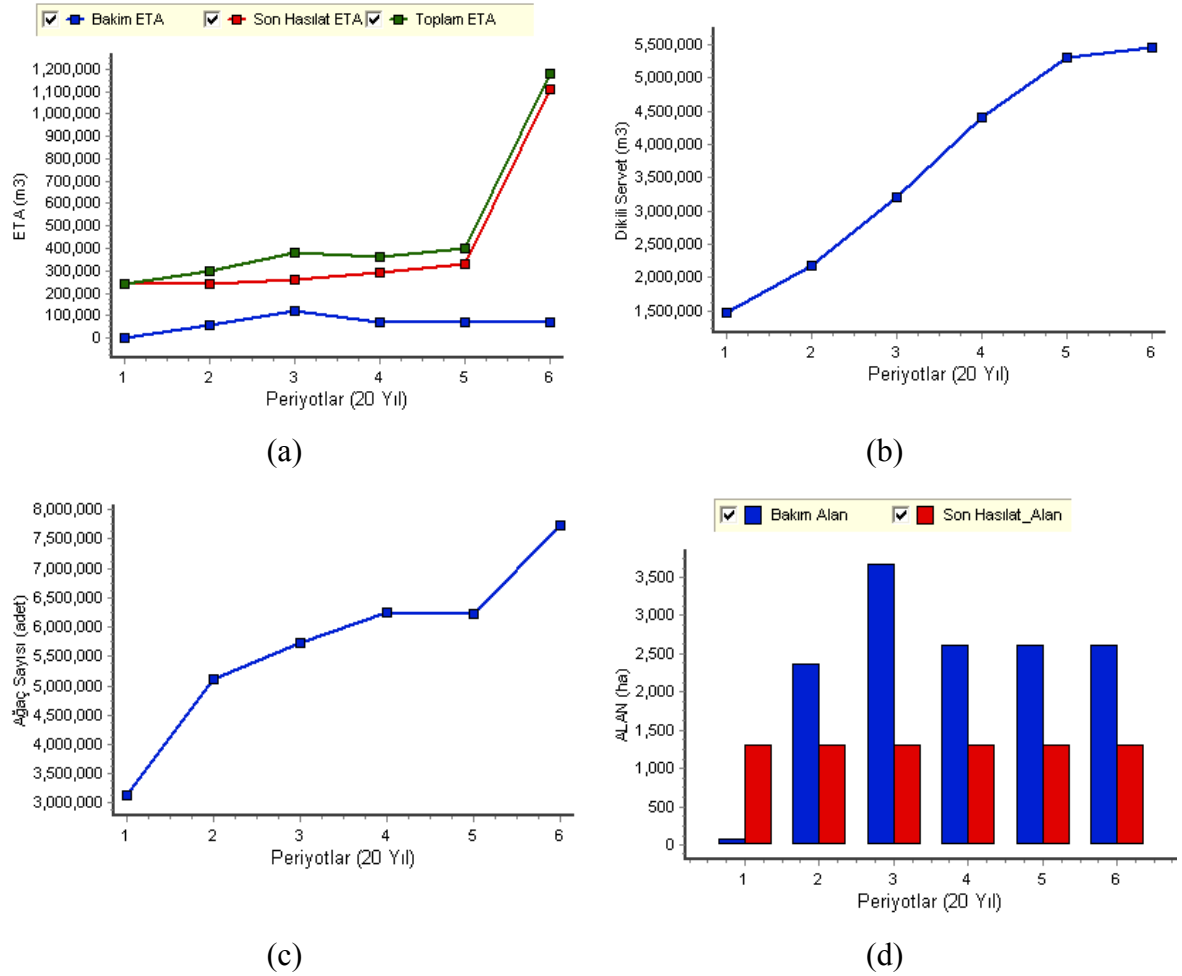 Bakim ETA Son Hasılat ETA Toplam ETA
ETA (m3)
1,200,000
1,100,000
1,000,000
900,000
800,000
700,000
600,000
500,000
400,000
300,000
200,000
100,000
0
1 2 3 4 5 6
Periyotlar (20 Yıl)
(a)
Dikili Servet (m3)
5,500,000
5,000,000
4,500,000
4,000,000
3,500,000
3,000,000
2,500,000
2,000,000
1,500,000
1 2 3 4 5 6
Periyotlar (20 Yıl)
(b)
Ağaç Sayısı (adet)
8,000,000
7,500,000
7,000,000
6,500,000
6,000,000
5,500,000
5,000,000
4,500,000
4,000,000
3,500,000
3,000,000
1 2 3 4 5 6
Periyotlar (20 Yıl)
(c)
Bakım Alan Son Hasılat_Alan
ALAN (ha)
3,500
3,000
2,500
2,000
1,500
1,000
500
0
1 2 3 4 5 6
Periyotlar (20 Yıl)
(d)